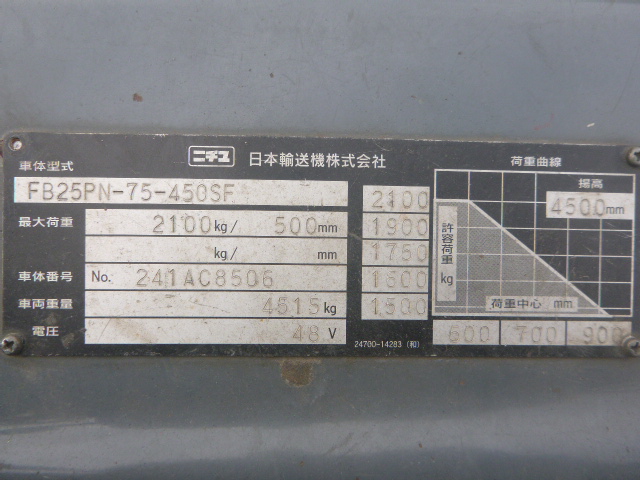 ニチユ 日本輸送機株式会社
車体型式
FB25PN-75-450SF
最大荷重 2100kg/ 500mm
kg/ mm
車体番号 No. 241AC8506
車両重量 4515kg
電圧 48 V
荷重曲線
揚高
4500mm
2100
1900
1750
1600
1500
許容荷重 kg
荷重中心 mm
600 700 900
24700-14283 (和)